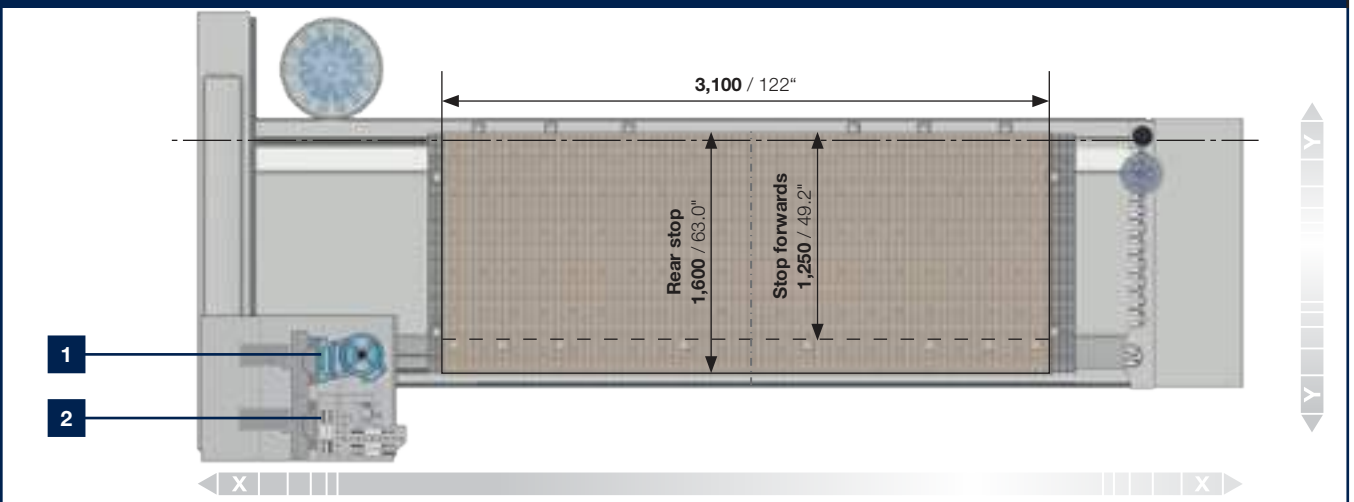 3,100 / 122“
Rear stop
1,600 / 63.0"
Stop forwards
1,250 / 49.2"
Y
1
2
Y
X
X